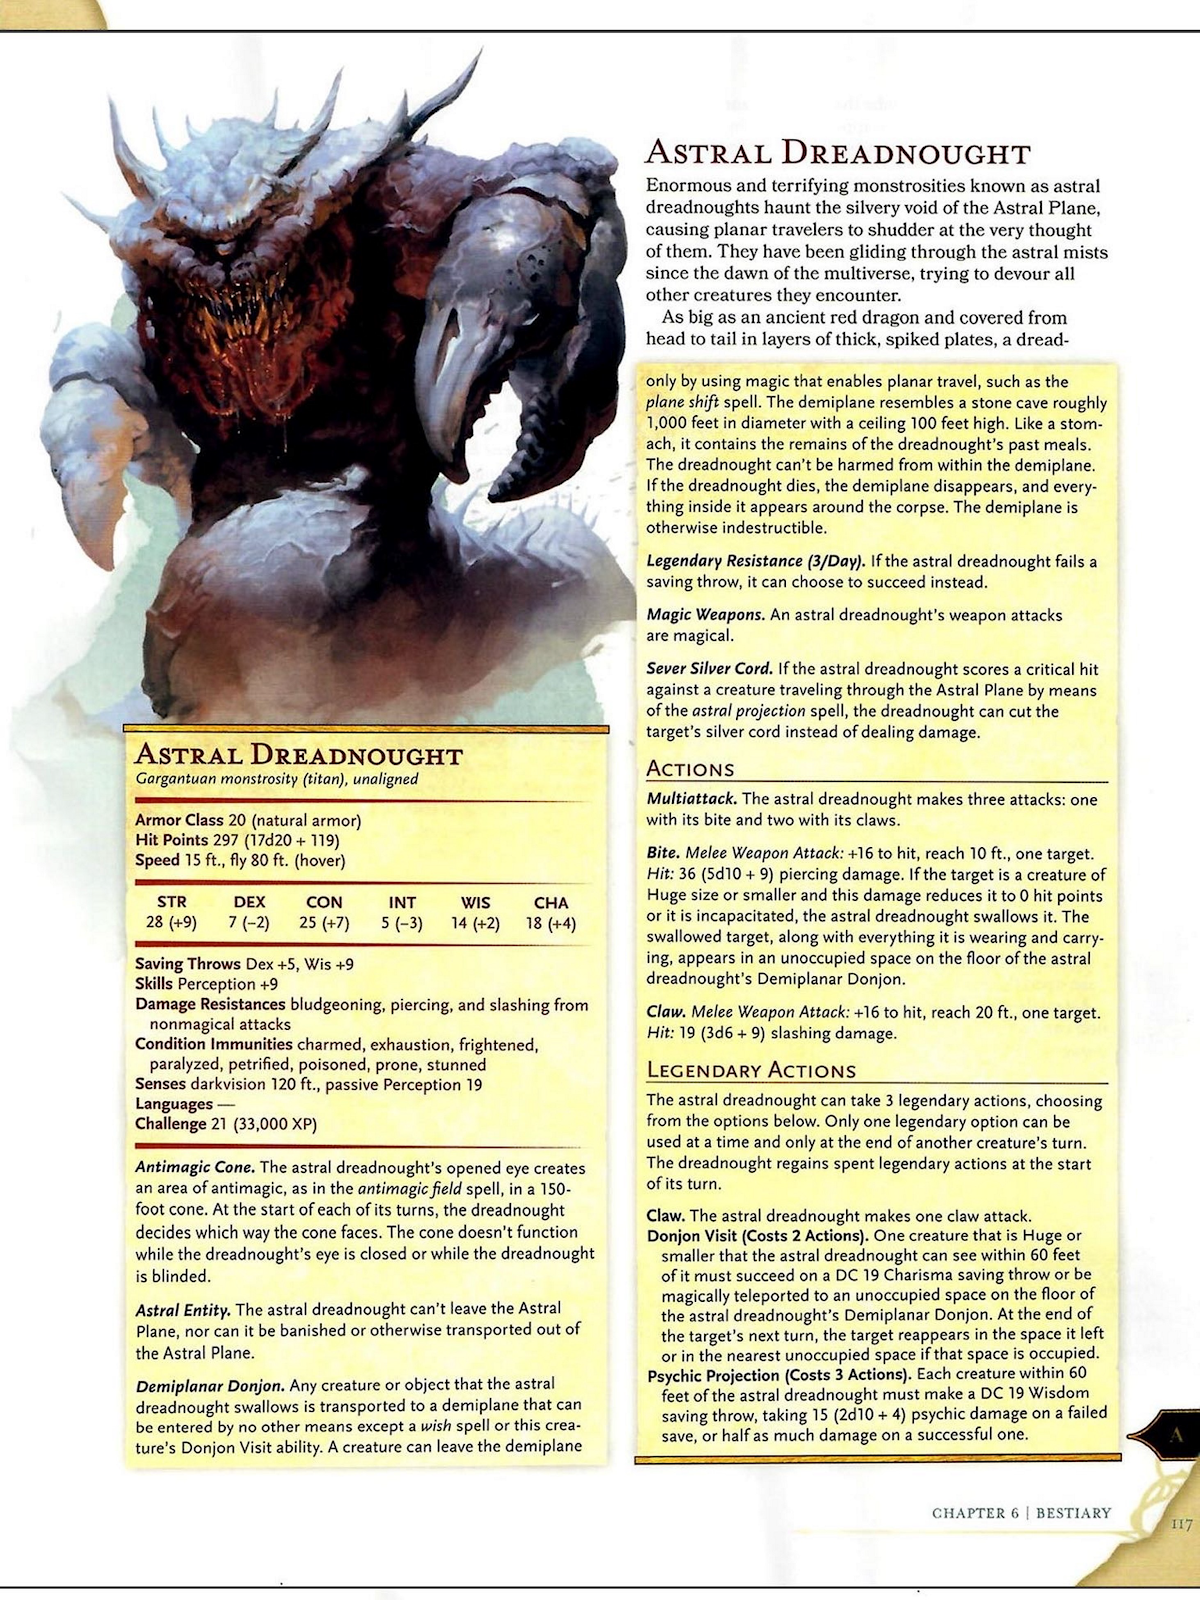 ASTRAL DREADNOUGHT
Enormous and terrifying monstrosities known as astral
dreadnoughts haunt the silvery void of the Astral Plane,
causing planar travelers to shudder at the very thought
of them. They have been gliding through the astral mists
since the dawn of the multiverse, trying to devour all
other creatures they encounter.
As big as an ancient red dragon and covered from
head to tail in layers of thick, spiked plates, a dread-
ASTRAL DREADNOUGHT
Gargantuan monstrosity (titan), unaligned
Armor Class 20 (natural armor)
Hit Points 297 (17d20 + 119)
Speed 15 ft., fly 80 ft. (hover)
STR DEX CON INT WIS CHA
28 (+9) 7 (−2) 25 (+7) 5 (−3) 14 (+2) 18 (+4)
Saving Throws Dex +5, Wis +9
Skills Perception +9
Damage Resistances bludgeoning, piercing, and slashing from
nonmagical attacks
Condition Immunities charmed, exhaustion, frightened,
paralyzed, petrified, poisoned, prone, stunned
Senses darkvision 120 ft., passive Perception 19
Languages —
Challenge 21 (33,000 XP)
Antimagic Cone. The astral dreadnought's opened eye creates
an area of antimagic, as in the antimagic field spell, in a 150-
foot cone. At the start of each of its turns, the dreadnought
decides which way the cone faces. The cone doesn't function
while the dreadnought's eye is closed or while the dreadnought
is blinded.
Astral Entity. The astral dreadnought can't leave the Astral
Plane, nor can it be banished or otherwise transported out of
the Astral Plane.
Demiplanar Donjon. Any creature or object that the astral
dreadnought swallows is transported to a demiplane that can
be entered by no other means except a wish spell or this crea-
ture's Donjon Visit ability. A creature can leave the demiplane
only by using magic that enables planar travel, such as the
plane shift spell. The demiplane resembles a stone cave roughly
1,000 feet in diameter with a ceiling 100 feet high. Like a stom-
ach, it contains the remains of the dreadnought's past meals.
The dreadnought can't be harmed from within the demiplane.
If the dreadnought dies, the demiplane disappears, and every-
thing inside it appears around the corpse. The demiplane is
otherwise indestructible.
Legendary Resistance (3/Day). If the astral dreadnought fails a
saving throw, it can choose to succeed instead.
Magic Weapons. An astral dreadnought's weapon attacks
are magical.
Sever Silver Cord. If the astral dreadnought scores a critical hit
against a creature traveling through the Astral Plane by means
of the astral projection spell, the dreadnought can cut the
target's silver cord instead of dealing damage.
ACTIONS
Multiattack. The astral dreadnought makes three attacks: one
with its bite and two with its claws.
Bite. Melee Weapon Attack: +16 to hit, reach 10 ft., one target.
Hit: 36 (5d10 + 9) piercing damage. If the target is a creature of
Huge size or smaller and this damage reduces it to 0 hit points
or it is incapacitated, the astral dreadnought swallows it. The
swallowed target, along with everything it is wearing and carry-
ing, appears in an unoccupied space on the floor of the astral
dreadnought's Demiplanar Donjon.
Claw. Melee Weapon Attack: +16 to hit, reach 20 ft., one target.
Hit: 19 (3d6 + 9) slashing damage.
LEGENDARY ACTIONS
The astral dreadnought can take 3 legendary actions, choosing
from the options below. Only one legendary option can be
used at a time and only at the end of another creature's turn.
The dreadnought regains spent legendary actions at the start
of its turn.
Claw. The astral dreadnought makes one claw attack.
Donjon Visit (Costs 2 Actions). One creature that is Huge or
smaller that the astral dreadnought can see within 60 feet
of it must succeed on a DC 19 Charisma saving throw or be
magically teleported to an unoccupied space on the floor of
the astral dreadnought's Demiplanar Donjon. At the end of
the target's next turn, the target reappears in the space it left
or in the nearest unoccupied space if that space is occupied.
Psychic Projection (Costs 3 Actions). Each creature within 60
feet of the astral dreadnought must make a DC 19 Wisdom
saving throw, taking 15 (2d10 + 4) psychic damage on a failed
save, or half as much damage on a successful one.
A
CHAPTER 6 | BESTIARY
117